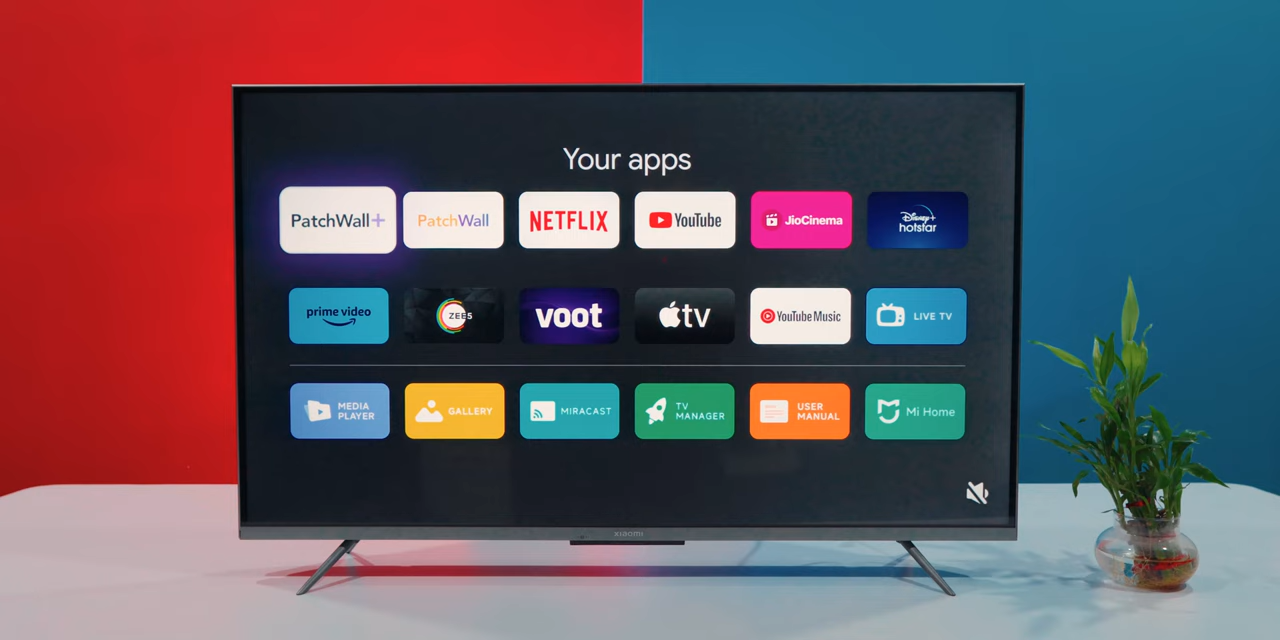 Your apps
PatchWall+
PatchWall
NETFLIX
YouTube
JioCinema
Disney+
hotstar
prime video
ZEE5
voot
tv
YouTube Music
LIVE TV
MEDIA
PLAYER
GALLERY
MIRACAST
TV
MANAGER
USER
MANUAL
Mi Home
xiaomi